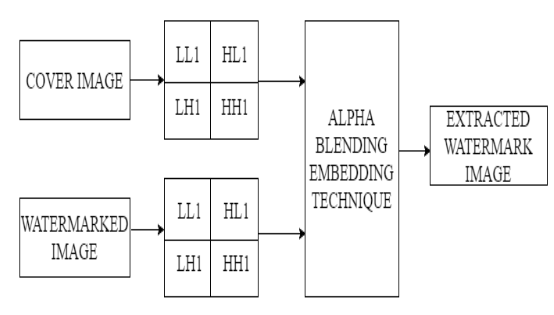 COVER IMAGE
LL1 HL1
LH1 HH1
WATERMARKED
IMAGE
LL1 HL1
LH1 HH1
ALPHA
BLENDING
EMBEDDING
TECHNIQUE
EXTRACTED
WATERMARK
IMAGE